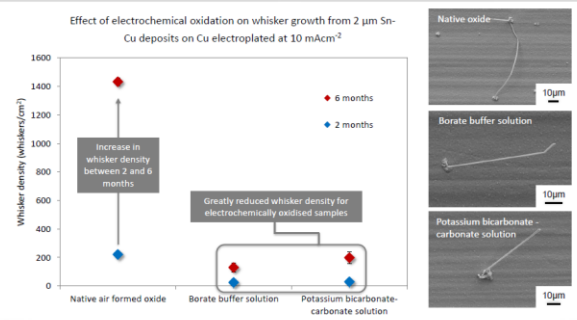 Effect of electrochemical oxidation on whisker growth from 2 µm Sn-
Cu deposits on Cu electroplated at 10 mAcm⁻²
Whisker density (whiskers/cm²)
1600
1400
1200
1000
800
600
400
200
0
6 months
2 months
Increase in
whisker density
between 2 and 6
months
Greatly reduced whisker density for
electrochemically oxidised samples
Native air formed oxide
Borate buffer solution
Potassium bicarbonate-
carbonate solution
Native oxide
10µm
Borate buffer solution
10µm
Potassium bicarbonate -
carbonate solution
10µm